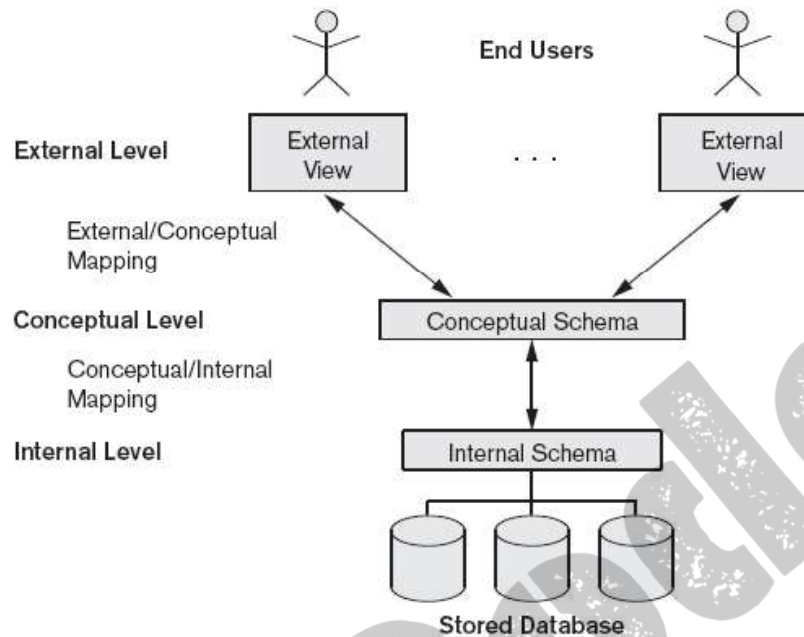 End Users
External Level
External
View
. . .
External
View
External/Conceptual
Mapping
Conceptual Level
Conceptual Schema
Conceptual/Internal
Mapping
Internal Level
Internal Schema
Stored Database